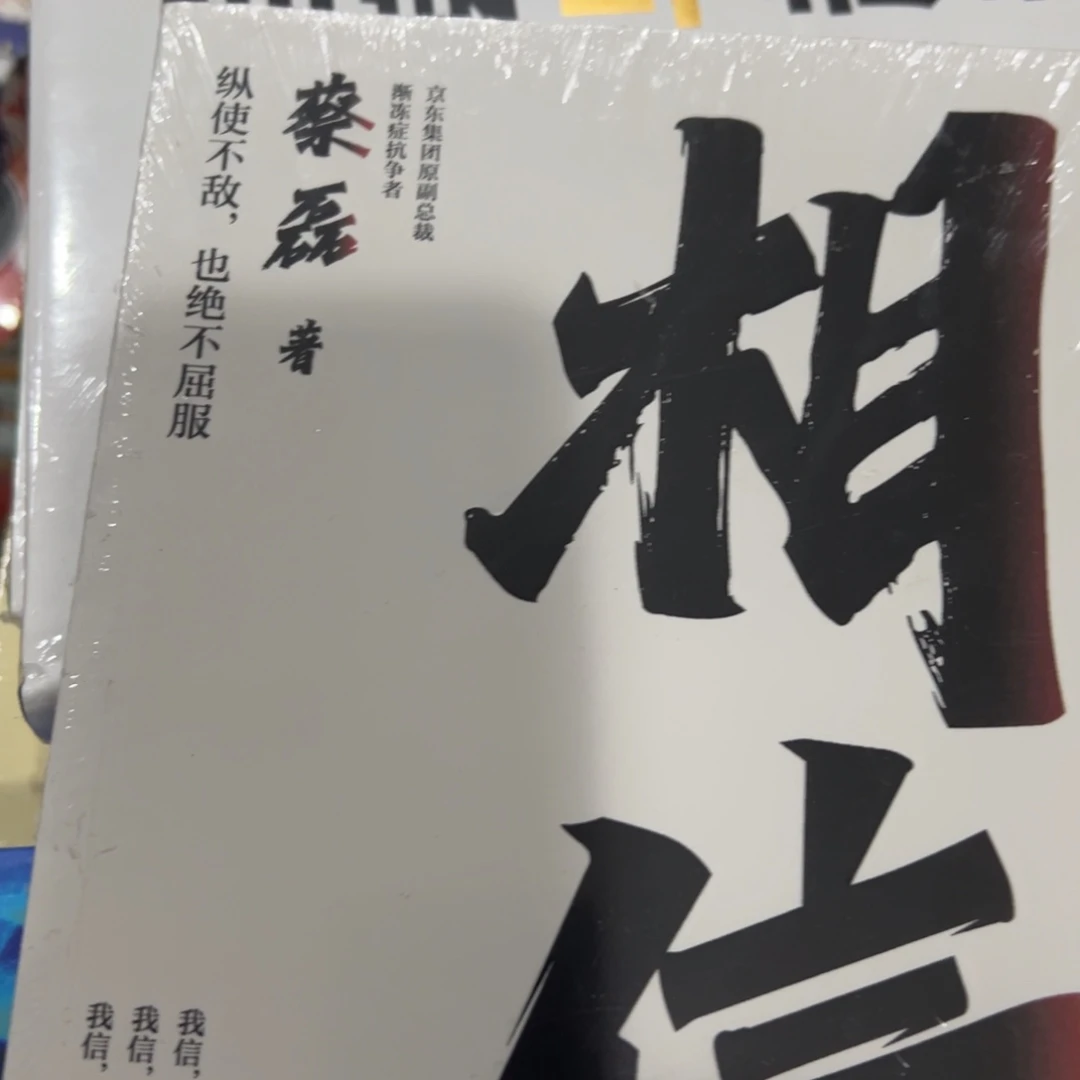 相信
京东集团原副总裁
渐冻症抗争者
蔡磊 著
纵使不敌，也绝不屈服
我信，
我信，
我信，